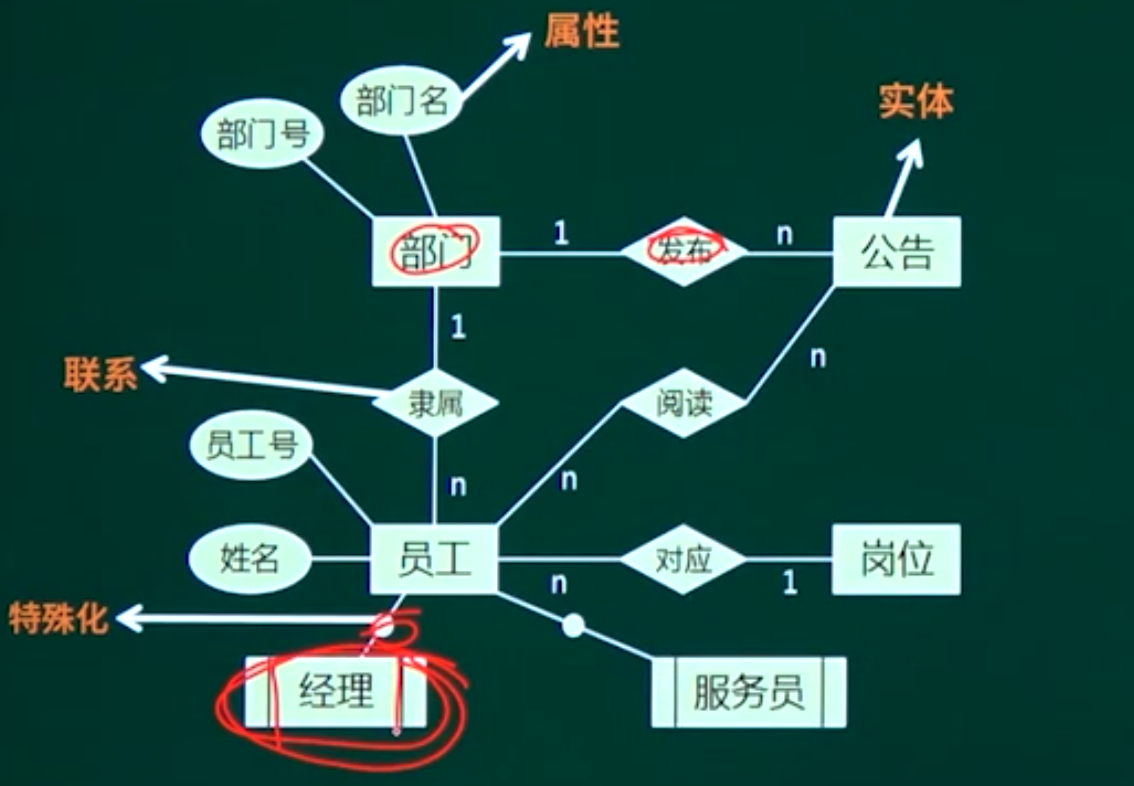 属性
部门名
实体
部门号
部门
1
发布
n
公告
1
n
联系
隶属
阅读
员工号
n
n
姓名
员工
对应
岗位
n
1
特殊化
经理
服务员